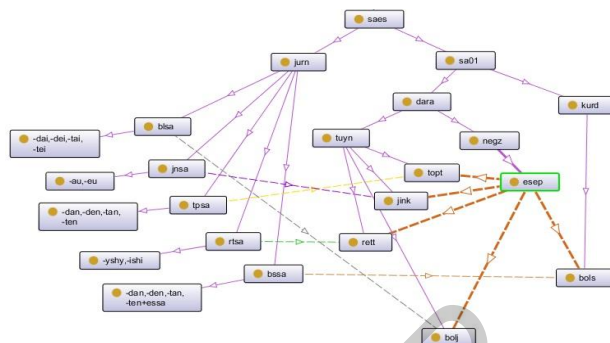 saes
jurn
sa01
dara
kurd
blsa
tuyn
negz
-dai,-dei,-tai,
-tei
jnsa
topt
esep
-au,-eu
tpsa
jink
-dan,-den,-tan,
-ten
rtsa
rett
-yshy,-ishi
bssa
bols
-dan,-den,-tan,
-ten+essa
bolj